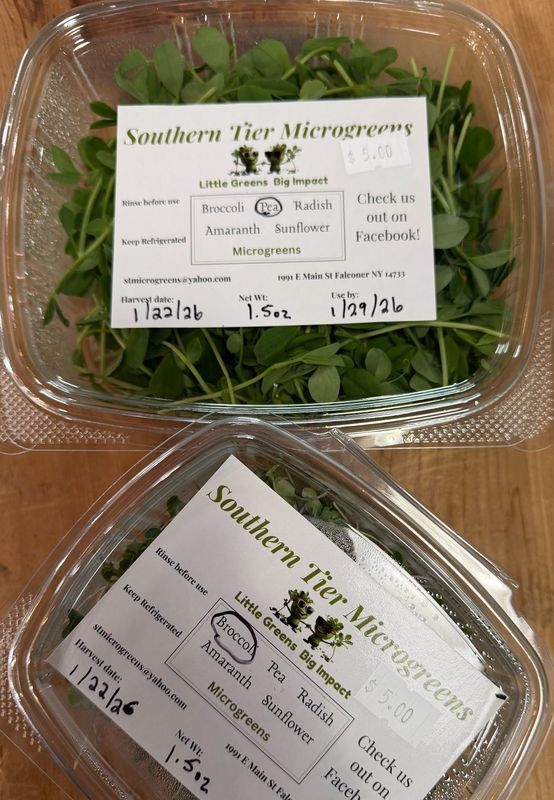 Southern Tier Microgreens
$ 5.00
Little Greens Big Impact
Rinse before use
Broccoli Pea Radish
Check us
out on
Facebook!
Keep Refrigerated
Amaranth Sunflower
Microgreens
stmicrogreens@yahoo.com
1991 E Main St Falconer NY 14733
Harvest date: Net Wt: Use by:
1/22/26 1.5oz 1/29/26
Southern Tier Microgreens
Little Greens Big Impact
$ 5.00
Rinse before use
Broccoli Pea Radish
Keep Refrigerated
Amaranth Sunflower
Microgreens
Check us
out on
stmicrogreens@yahoo.com
1991 E Main St
Harvest date: Net Wt:
1/22/26 1.5oz